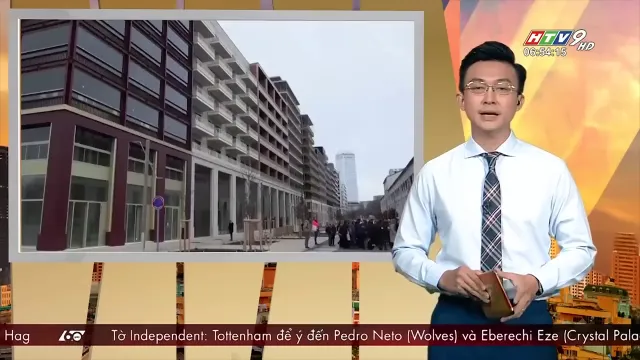 HTV9 HD
06:54:15
Hag 60 Tờ Independent: Tottenham để ý đến Pedro Neto (Wolves) và Eberechi Eze (Crystal Pala